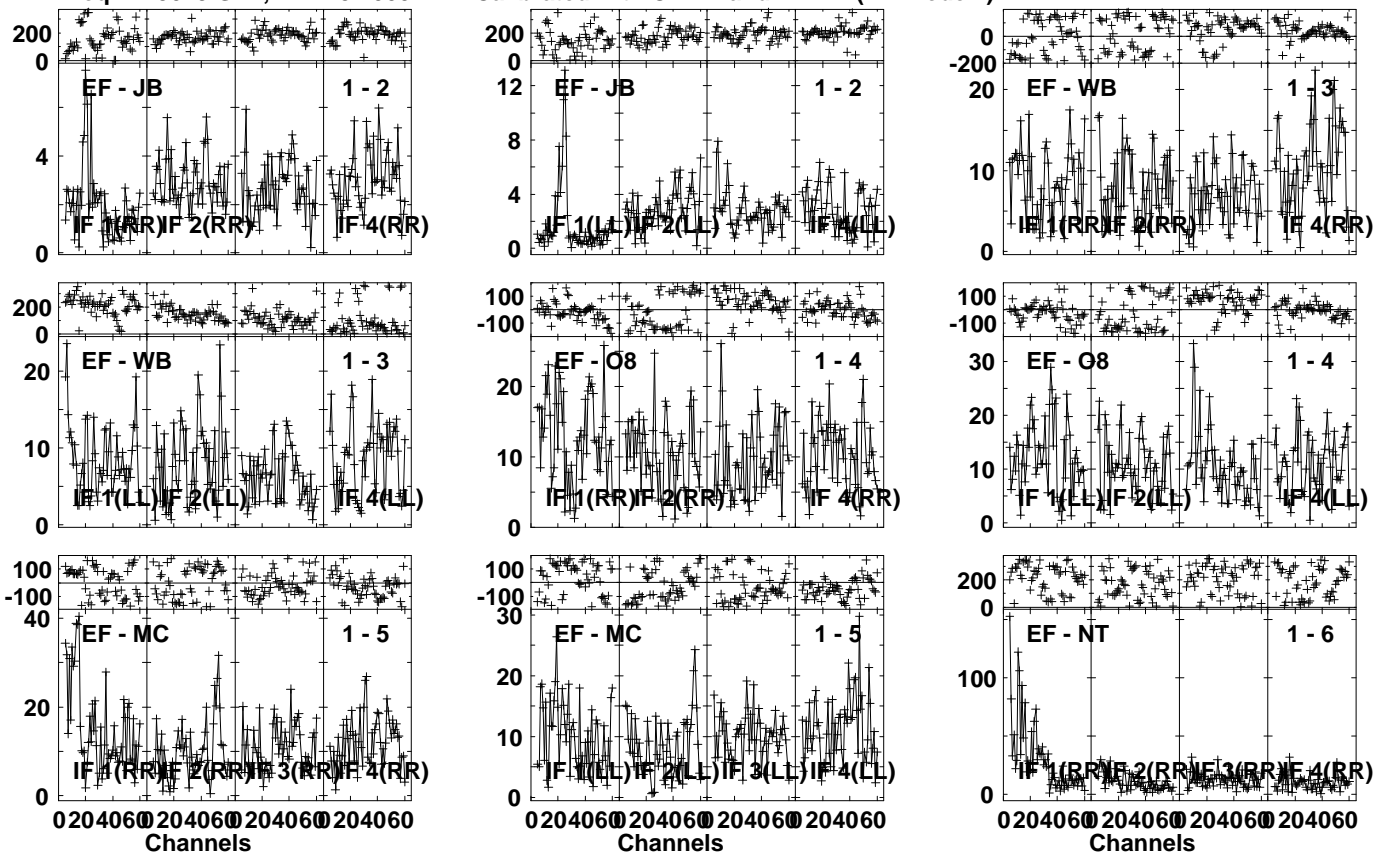 200
0
EF - JB
1 - 2
4
0
IF 1(RR)
IF 2(RR)
IF 4(RR)
200
0
EF - JB
1 - 2
12
8
4
0
IF 1(LL)
IF 2(LL)
IF 4(LL)
0
-200
EF - WB
1 - 3
20
10
0
IF 1(RR)
IF 2(RR)
IF 4(RR)
200
0
EF - WB
1 - 3
20
10
0
IF 1(LL)
IF 2(LL)
IF 4(LL)
100
-100
EF - O8
1 - 4
20
10
0
IF 1(RR)
IF 2(RR)
IF 4(RR)
100
-100
EF - O8
1 - 4
30
20
10
0
IF 1(LL)
IF 2(LL)
IF 4(LL)
100
-100
EF - MC
1 - 5
40
20
0
IF 1(RR)
IF 2(RR)
IF 3(RR)
IF 4(RR)
0 20 40 60 0 20 40 60 0 20 40 60 0 20 40 60
Channels
100
-100
EF - MC
1 - 5
30
20
10
0
IF 1(LL)
IF 2(LL)
IF 3(LL)
IF 4(LL)
0 20 40 60 0 20 40 60 0 20 40 60 0 20 40 60
Channels
200
0
EF - NT
1 - 6
100
0
IF 1(RR)
IF 2(RR)
IF 3(RR)
IF 4(RR)
0 20 40 60 0 20 40 60 0 20 40 60 0 20 40 60
Channels